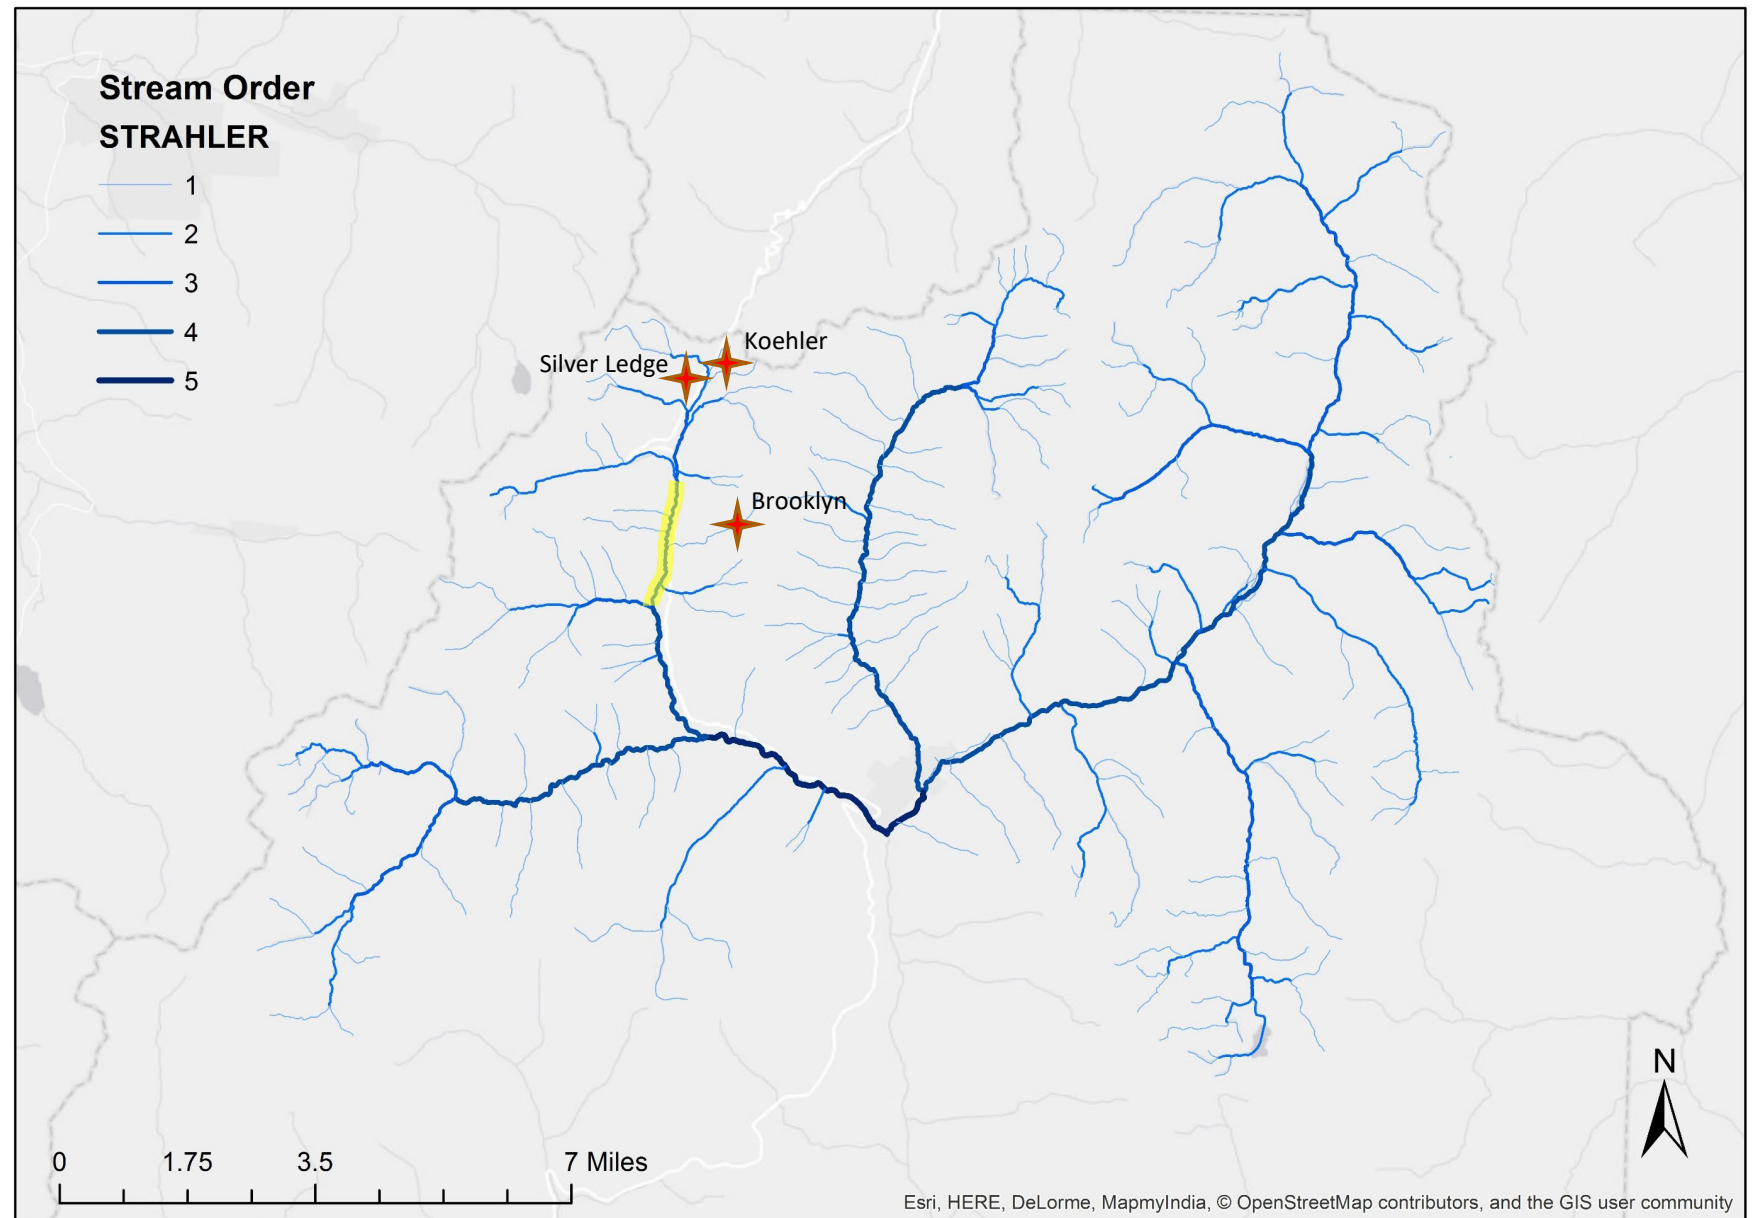 Stream Order
STRAHLER
1
2
3
4
5
Koehler
Silver Ledge
Brooklyn
N
0 1.75 3.5 7 Miles
Esri, HERE, DeLorme, MapmyIndia, © OpenStreetMap contributors, and the GIS user community